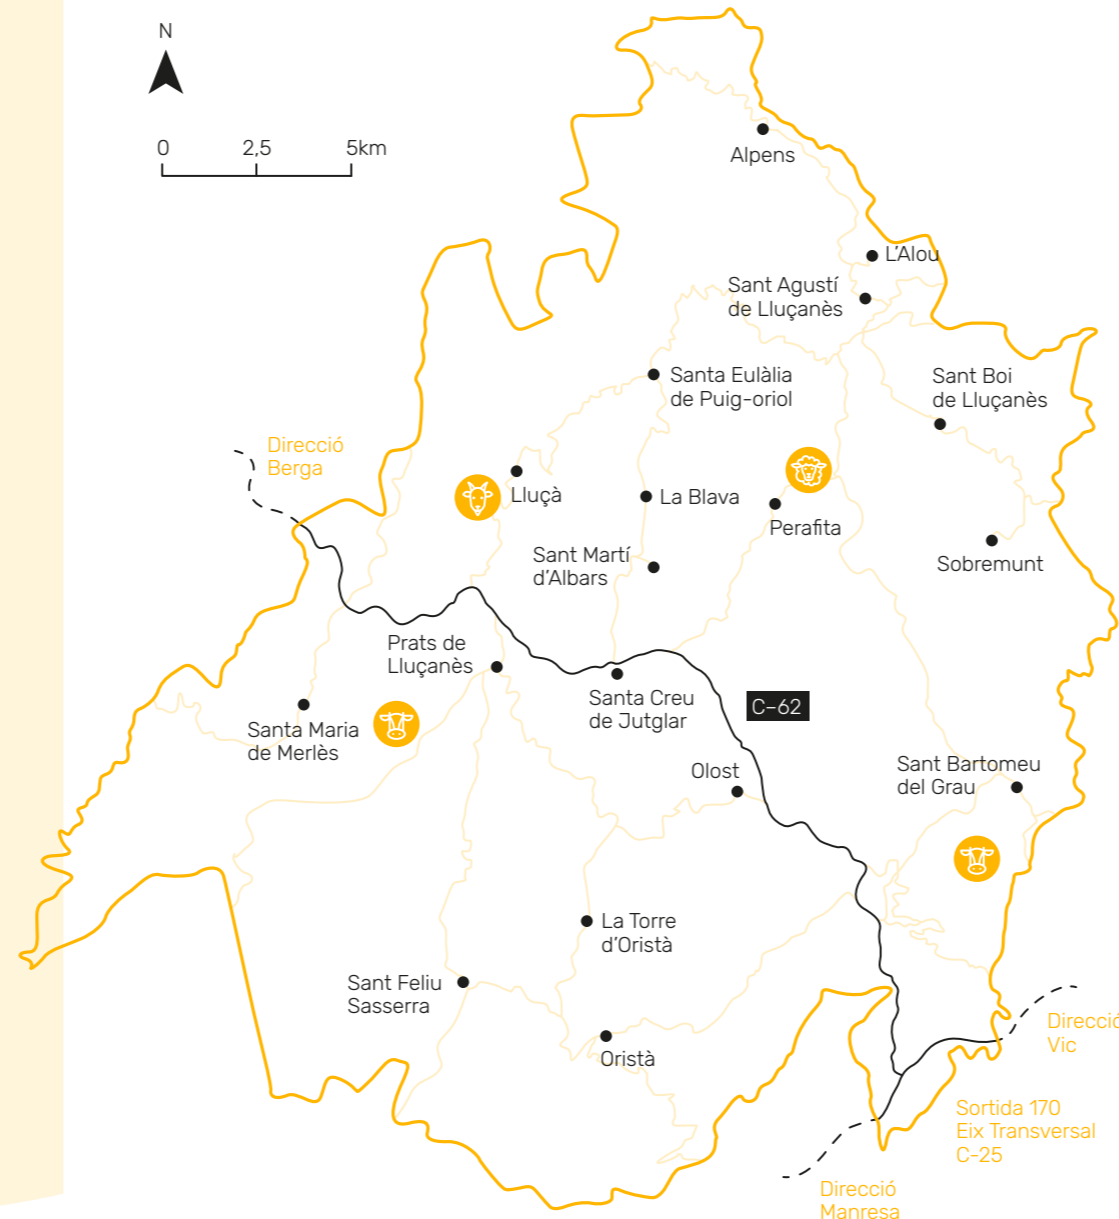 N
0 2,5 5km
Alpens
L'Alou
Sant Agustí
de Lluçanès
Santa Eulàlia
de Puig-oriol
Sant Boi
de Lluçanès
Direcció
Berga
Lluçà
La Blava
Perafita
Sant Martí
d'Albars
Sobremunt
Prats de
Lluçanès
Santa Creu
de Jutglar
C-62
Santa Maria
de Merlès
Olost
Sant Bartomeu
del Grau
La Torre
d'Oristà
Sant Feliu
Sasserra
Oristà
Direcció
Vic
Sortida 170
Eix Transversal
C-25
Direcció
Manresa